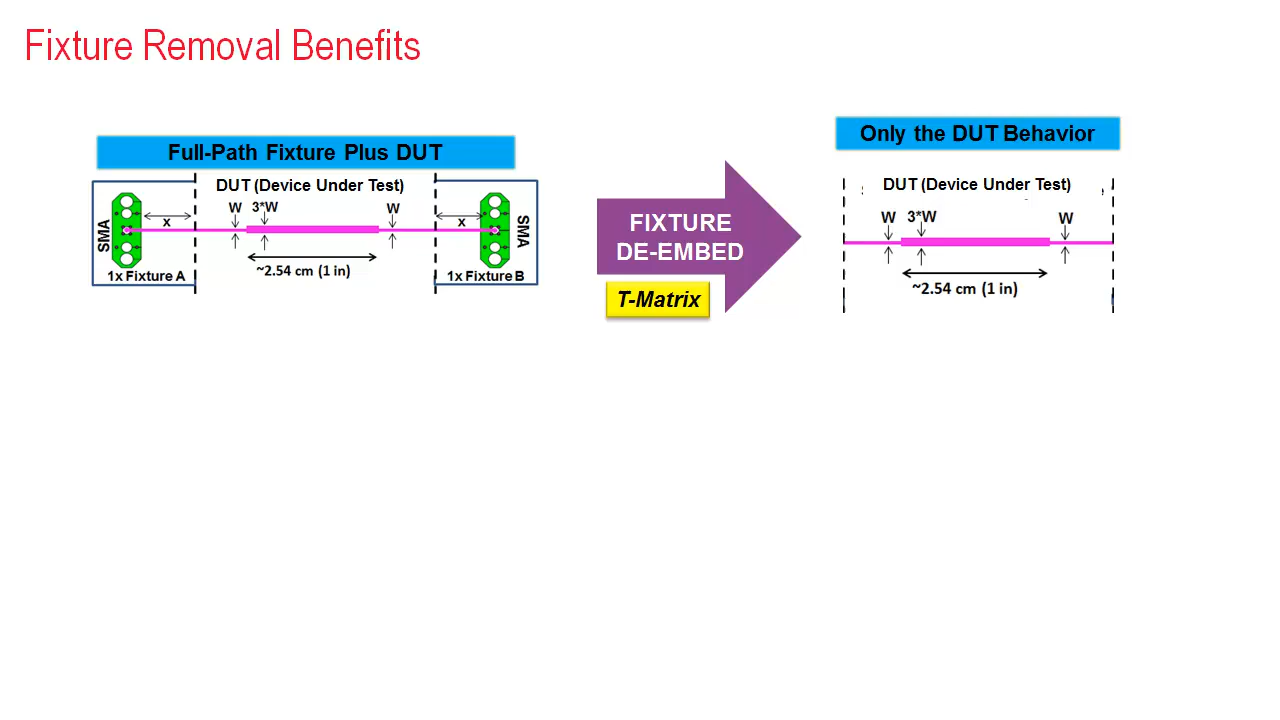 Fixture Removal Benefits
Full-Path Fixture Plus DUT
DUT (Device Under Test)
W 3*W W
x x
SMA
SMA
~2.54 cm (1 in)
1x Fixture A
1x Fixture B
FIXTURE
DE-EMBED
T-Matrix
Only the DUT Behavior
DUT (Device Under Test)
W 3*W W
~2.54 cm (1 in)